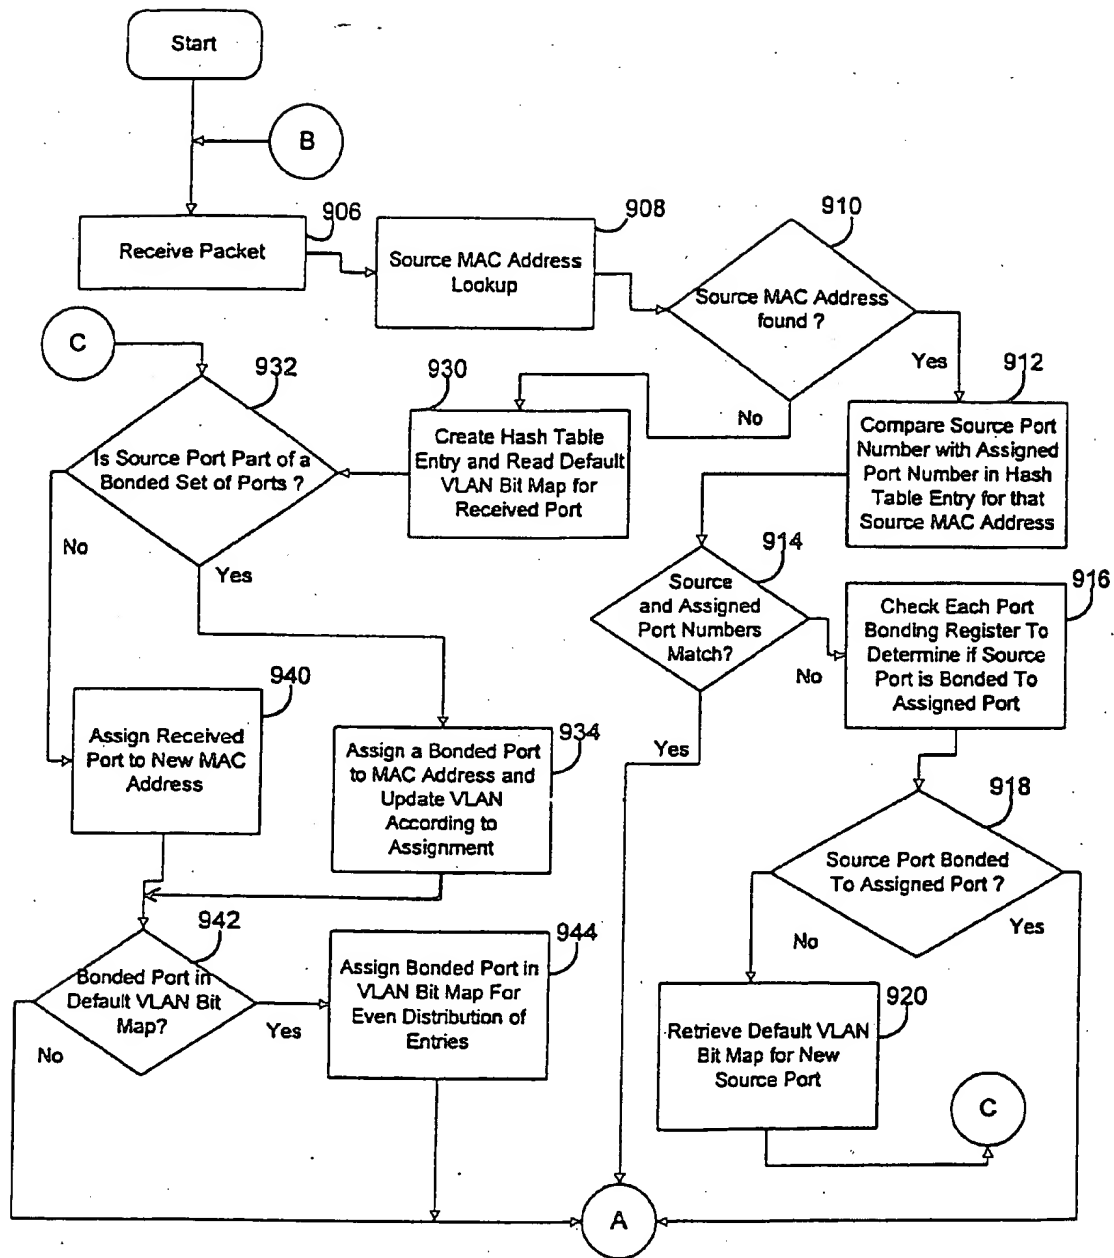 Start
B
906
Receive Packet
908
Source MAC Address
Lookup
910
Source MAC Address
found ?
Yes
No
912
Compare Source Port
Number with Assigned
Port Number in Hash
Table Entry for that
Source MAC Address
C
932
Is Source Port Part of a
Bonded Set of Ports ?
No
Yes
930
Create Hash Table
Entry and Read Default
VLAN Bit Map for
Received Port
914
Source
and Assigned
Port Numbers
Match?
No
Yes
916
Check Each Port
Bonding Register To
Determine if Source
Port is Bonded To
Assigned Port
940
Assign Received
Port to New MAC
Address
934
Assign a Bonded Port
to MAC Address and
Update VLAN
According to
Assignment
918
Source Port Bonded
To Assigned Port ?
No
Yes
942
Bonded Port in
Default VLAN Bit
Map?
No
Yes
944
Assign Bonded Port in
VLAN Bit Map For
Even Distribution of
Entries
920
Retrieve Default VLAN
Bit Map for New
Source Port
C
A